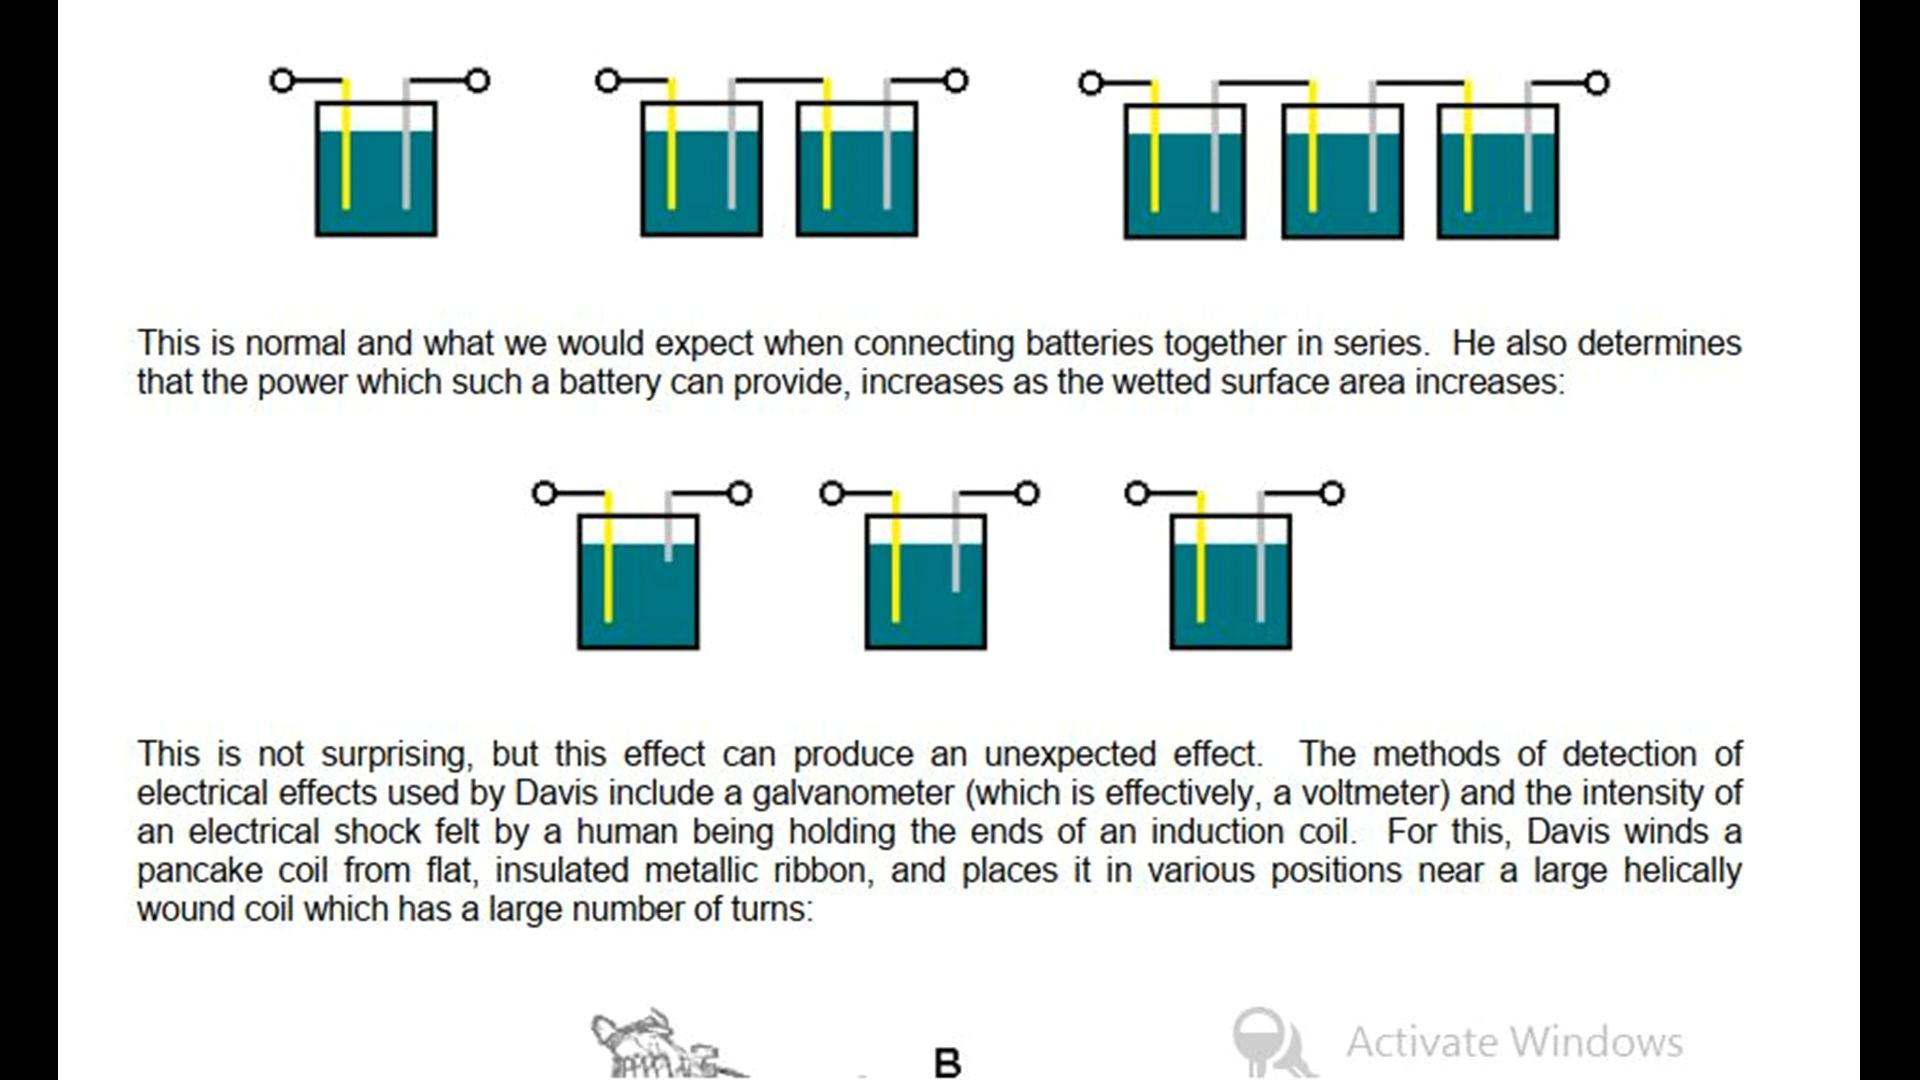 This is normal and what we would expect when connecting batteries together in series.  He also determines
that the power which such a battery can provide, increases as the wetted surface area increases:
This is not surprising, but this effect can produce an unexpected effect.  The methods of detection of
electrical effects used by Davis include a galvanometer (which is effectively, a voltmeter) and the intensity of
an electrical shock felt by a human being holding the ends of an induction coil.  For this, Davis winds a
pancake coil from flat, insulated metallic ribbon, and places it in various positions near a large helically
wound coil which has a large number of turns:
B
Activate Windows